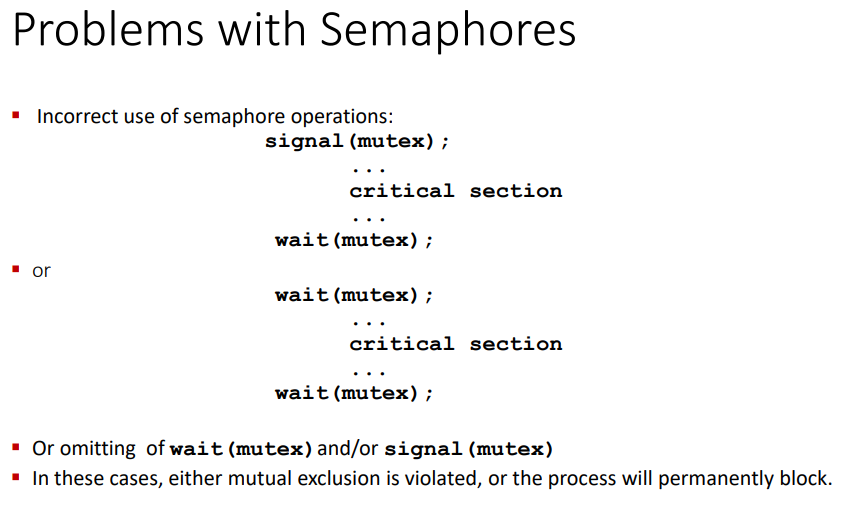 Problems with Semaphores
▪ Incorrect use of semaphore operations:
signal(mutex);
...
critical section
...
wait(mutex);
▪ or
wait(mutex);
...
critical section
...
wait(mutex);
▪ Or omitting of wait(mutex) and/or signal(mutex)
▪ In these cases, either mutual exclusion is violated, or the process will permanently block.